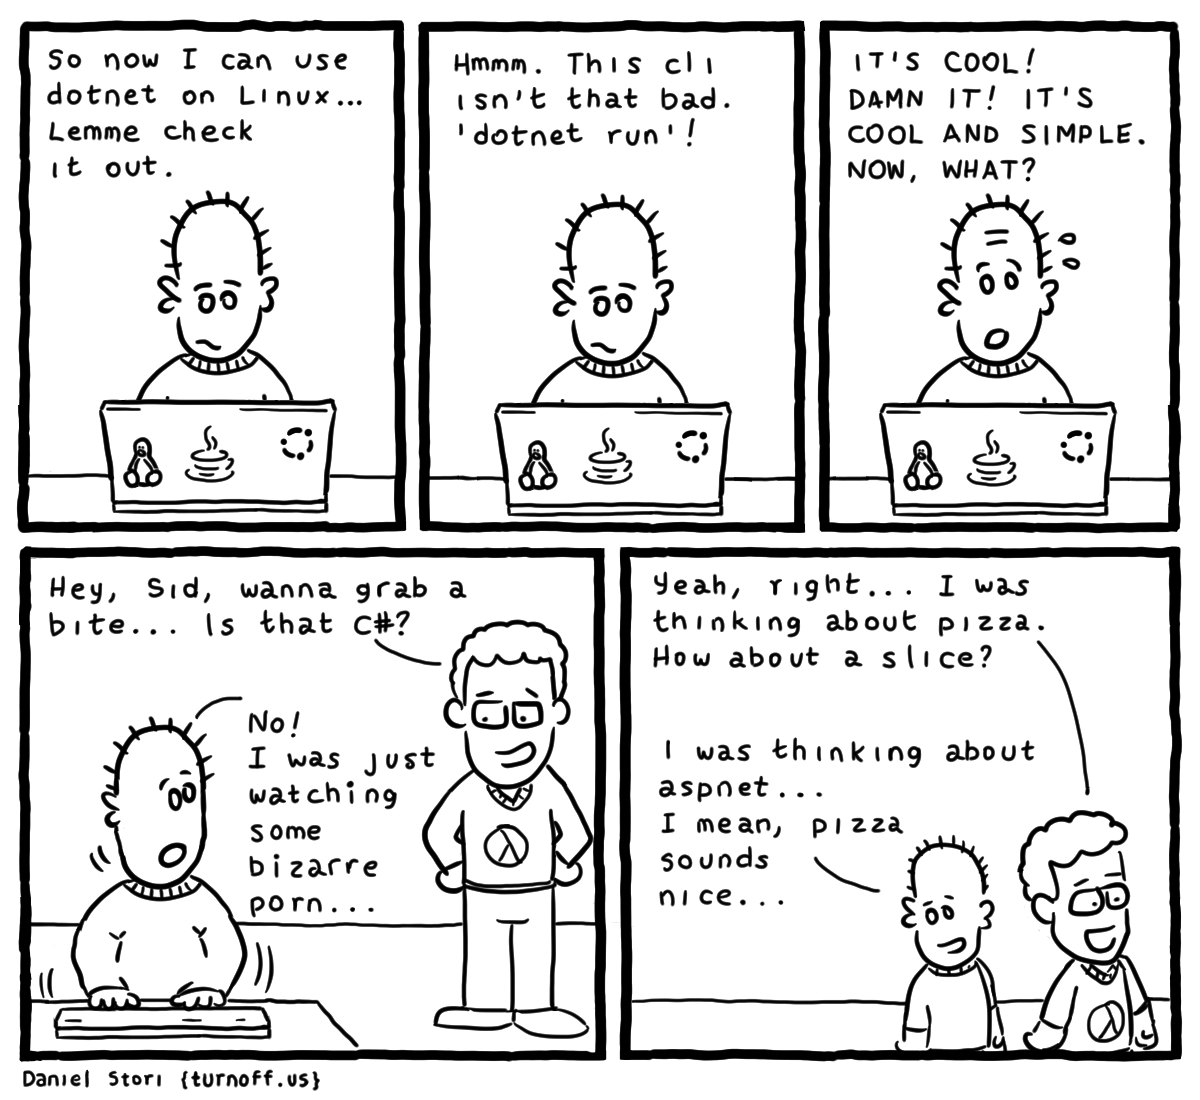 So now I can use
dotnet on Linux...
Lemme check
it out.
Hmmm. This cli
isn't that bad.
'dotnet run'!
IT'S COOL!
DAMN IT! IT'S
COOL AND SIMPLE.
NOW, WHAT?
Hey, Sid, wanna grab a
bite... Is that C#?
No!
I was just
watching
some
bizarre
porn...
Yeah, right... I was
thinking about pizza.
How about a slice?
I was thinking about
aspnet...
I mean, pizza
sounds
nice...
Daniel Stori {turnoff.us}